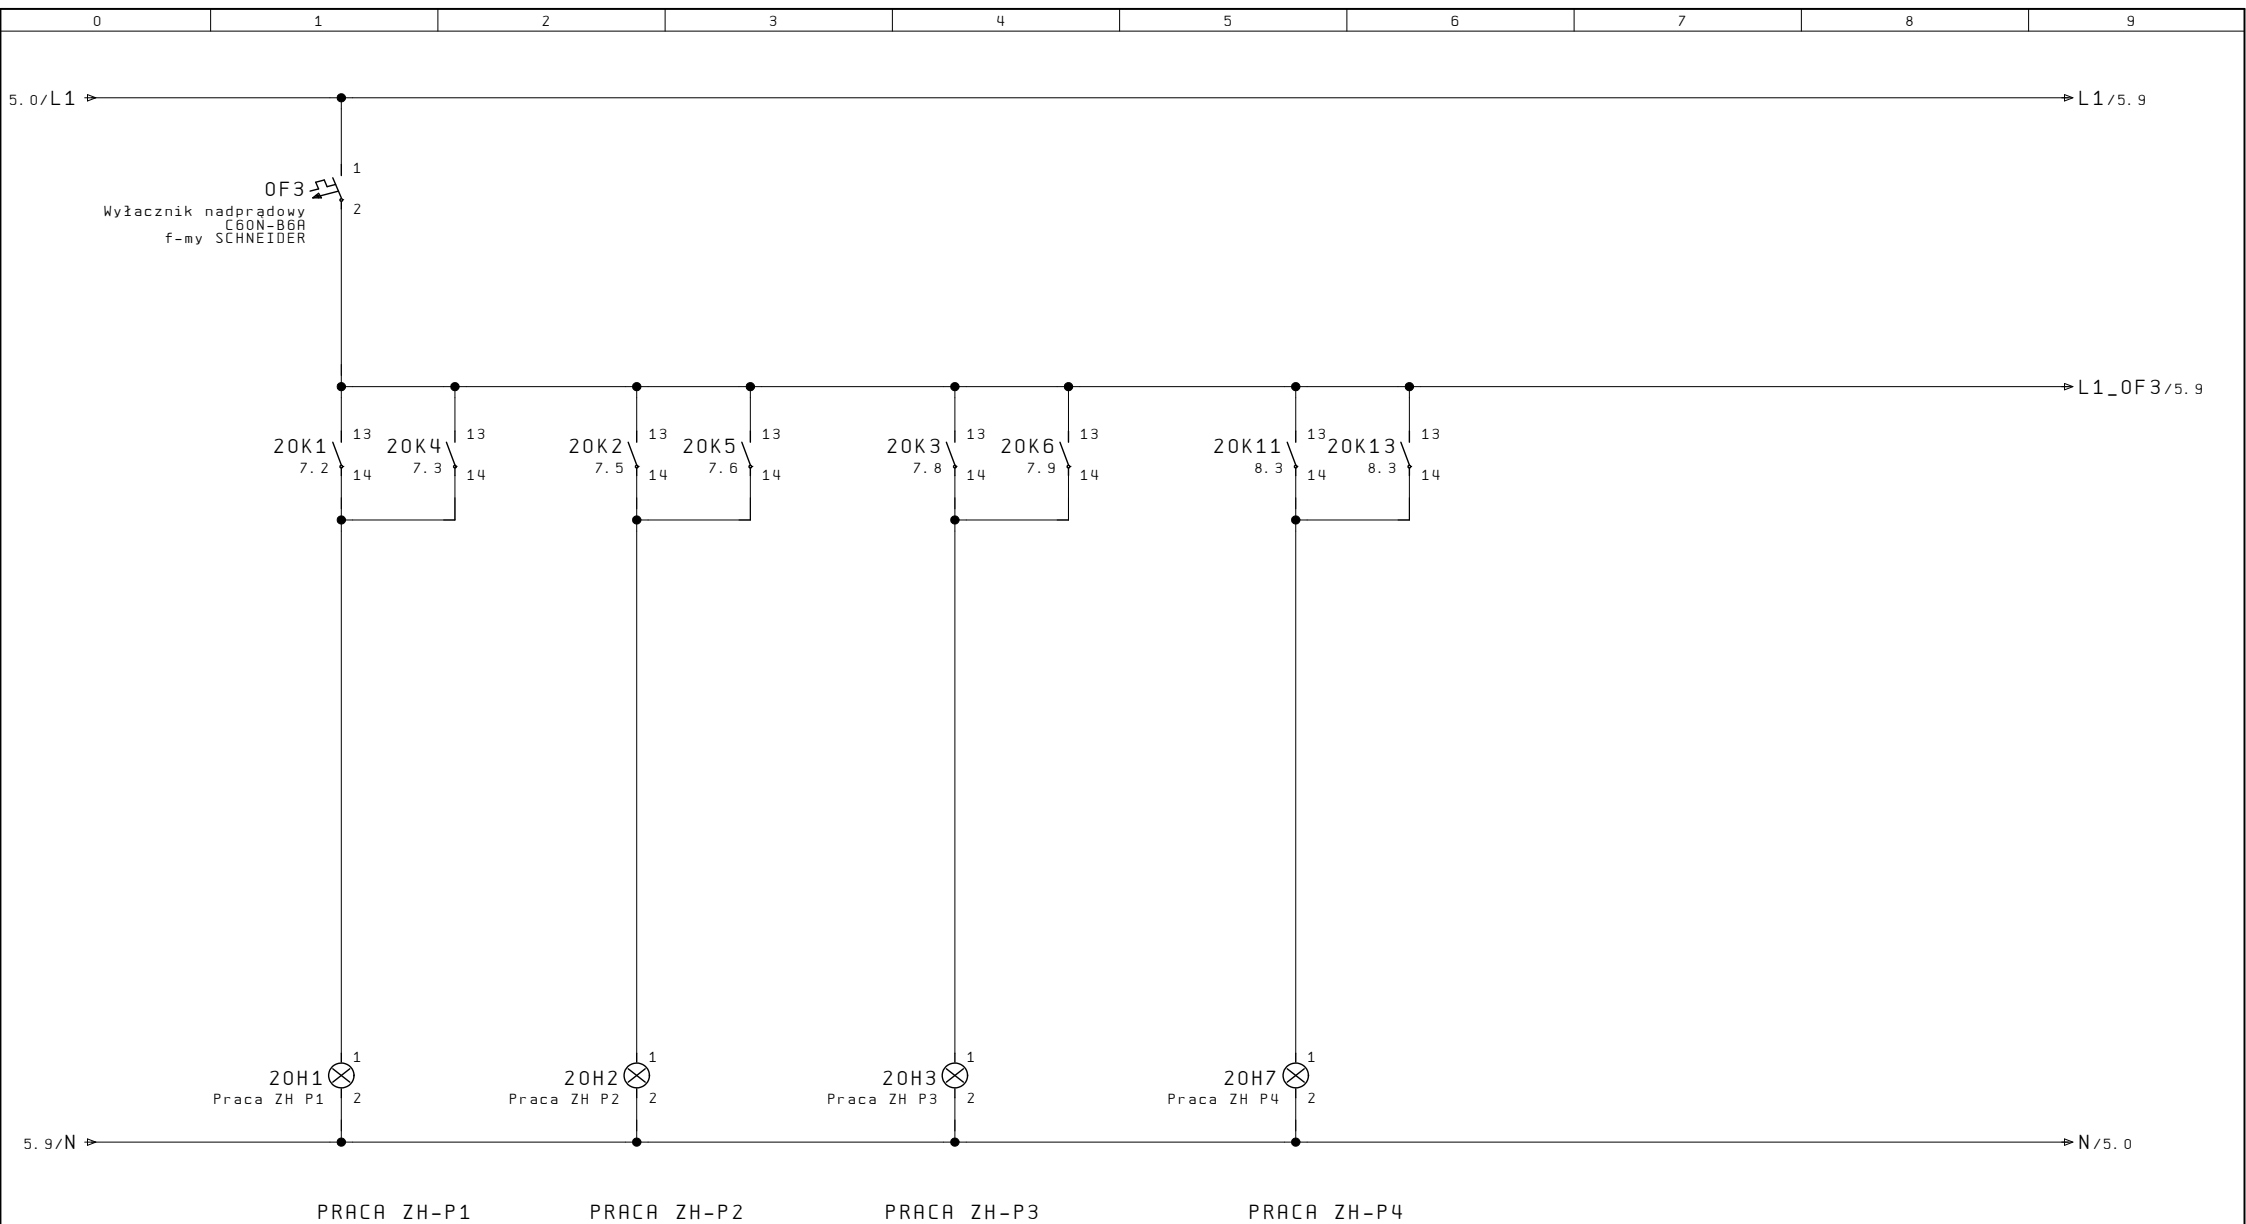 0 1 2 3 4 5 6 7 8 9
5.0/L1 L1/5.9
1
0F3
2
Wyłacznik nadprądowy
C60N-B6A
f-my SCHNEIDER
L1_0F3/5.9
13 13 13 13 13 13 13 13
20K1 20K4 20K2 20K5 20K3 20K6 20K11 20K13
7.2 7.3 7.5 7.6 7.8 7.9 8.3 8.3
14 14 14 14 14 14 14 14
1 1 1 1
20H1 20H2 20H3 20H7
Praca ZH P1 2 Praca ZH P2 2 Praca ZH P3 2 Praca ZH P4 2
5.9/N N/5.0
PRACA ZH-P1 PRACA ZH-P2 PRACA ZH-P3 PRACA ZH-P4